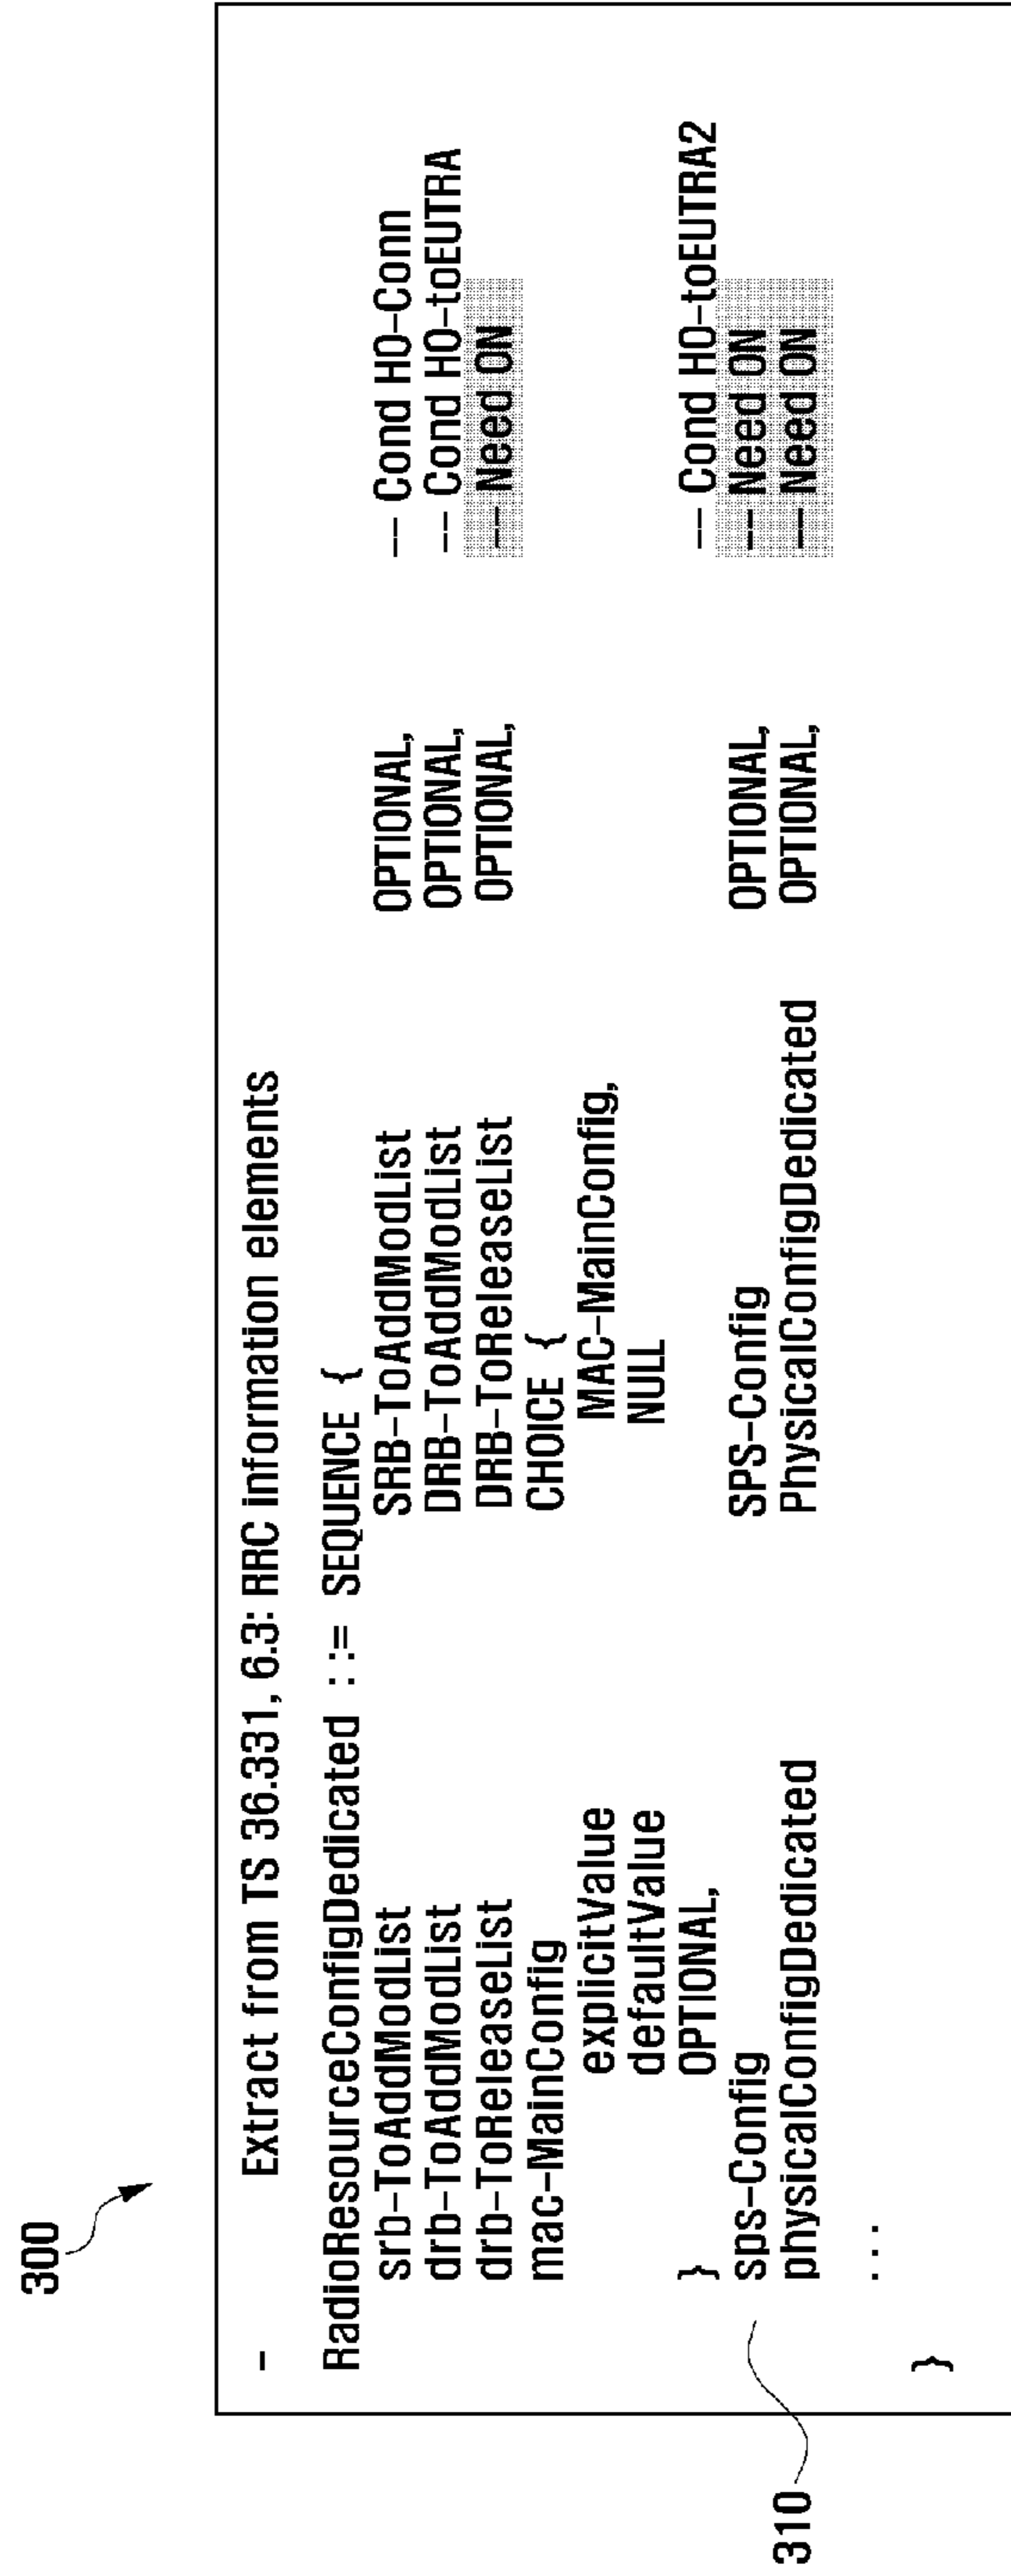 300
- Extract from TS 36.331, 6.3: RRC information elements
RadioResourceConfigDedicated ::= SEQUENCE {
srb-ToAddModList SRB-ToAddModList OPTIONAL, -- Cond HO-Conn
drb-ToAddModList DRB-ToAddModList OPTIONAL, -- Cond HO-toEUTRA
drb-ToReleaseList DRB-ToReleaseList OPTIONAL, -- Need ON
mac-MainConfig CHOICE {
explicitValue MAC-MainConfig,
defaultValue NULL
} OPTIONAL, -- Cond HO-toEUTRA2
sps-Config SPS-Config OPTIONAL, -- Need ON
physicalConfigDedicated PhysicalConfigDedicated OPTIONAL, -- Need ON
...
}
310